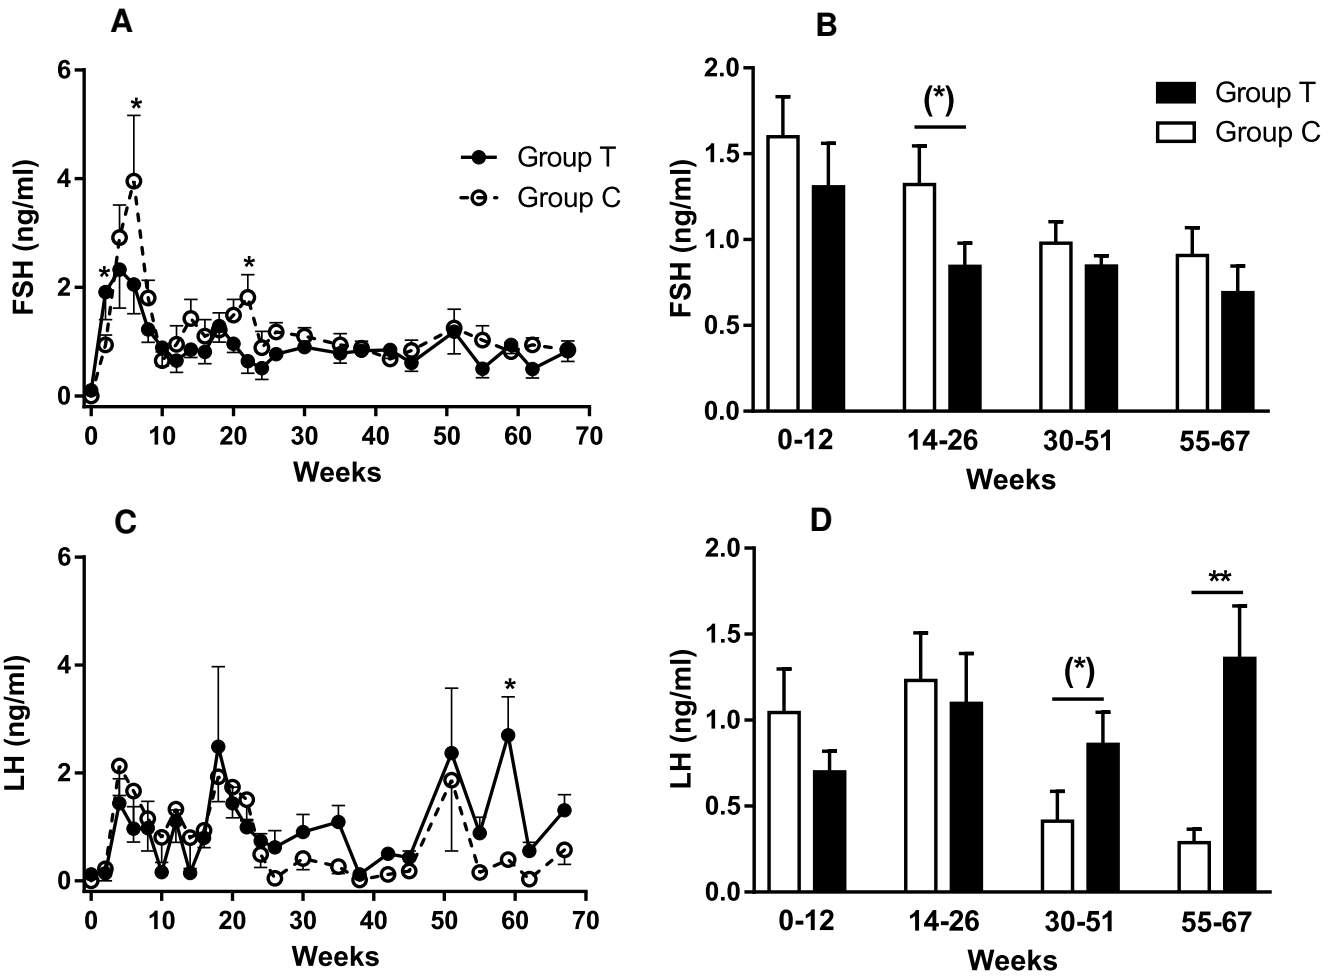 A
6
4
2
0
FSH (ng/ml)
*
*
*
Group T
Group C
0 10 20 30 40 50 60 70
Weeks
B
2.0
1.5
1.0
0.5
0.0
FSH (ng/ml)
(*)
Group T
Group C
0-12 14-26 30-51 55-67
Weeks
C
6
4
2
0
LH (ng/ml)
*
0 10 20 30 40 50 60 70
Weeks
D
2.0
1.5
1.0
0.5
0.0
LH (ng/ml)
(*)
**
0-12 14-26 30-51 55-67
Weeks